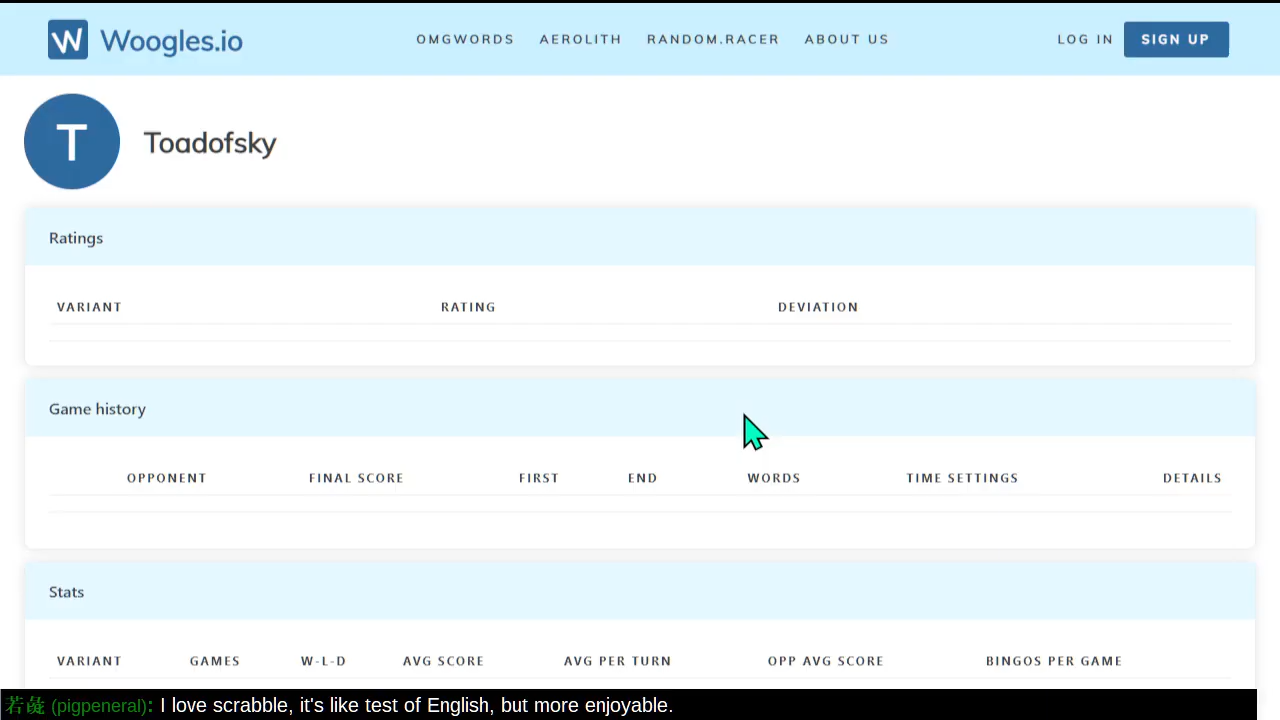 W Woogles.io
OMGWORDS AEROLITH RANDOM.RACER ABOUT US LOG IN SIGN UP
T Toadofsky
Ratings
VARIANT RATING DEVIATION
Game history
OPPONENT FINAL SCORE FIRST END WORDS TIME SETTINGS DETAILS
Stats
VARIANT GAMES W-L-D AVG SCORE AVG PER TURN OPP AVG SCORE BINGOS PER GAME
(pigpeneral): I love scrabble, it's like test of English, but more enjoyable.